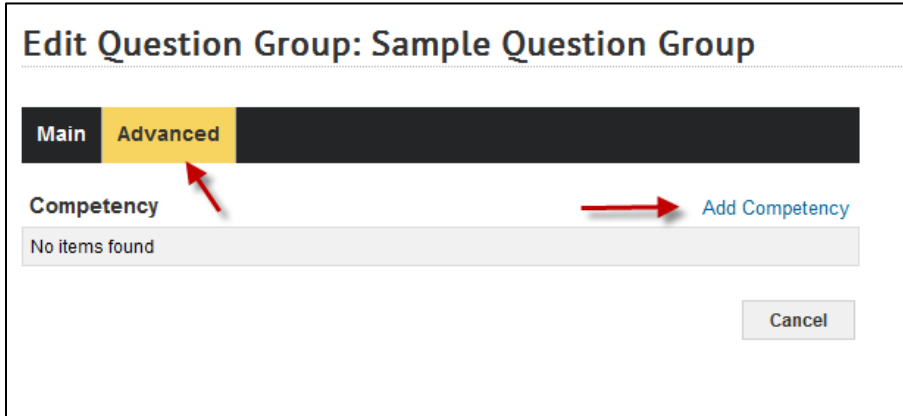 Edit Question Group: Sample Question Group
Main Advanced
Competency Add Competency
No items found
Cancel